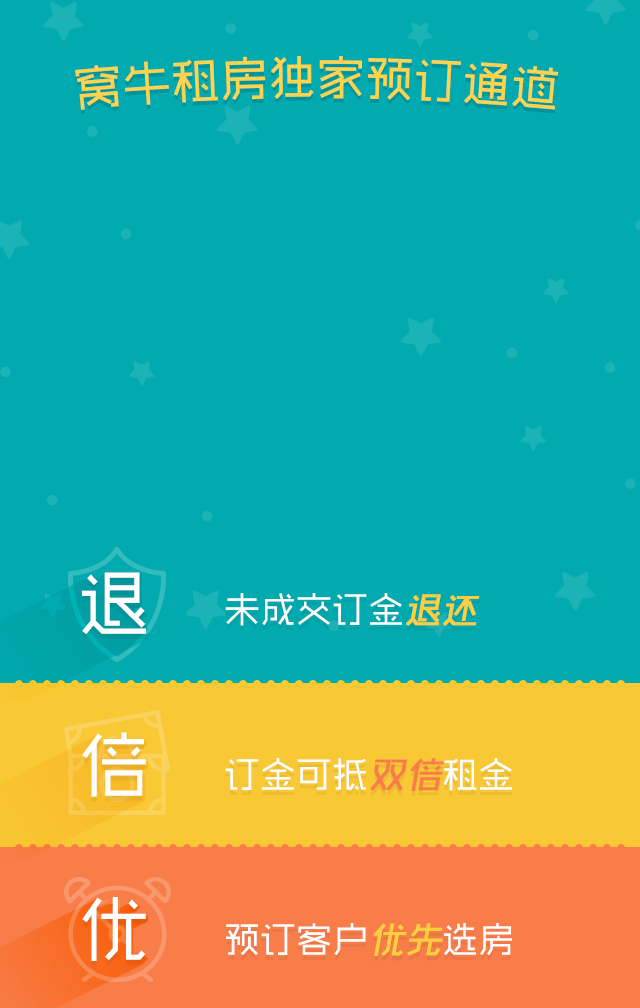 窝牛租房独家预订通道
退
未成交订金退还
倍
订金可抵双倍租金
优
预订客户优先选房